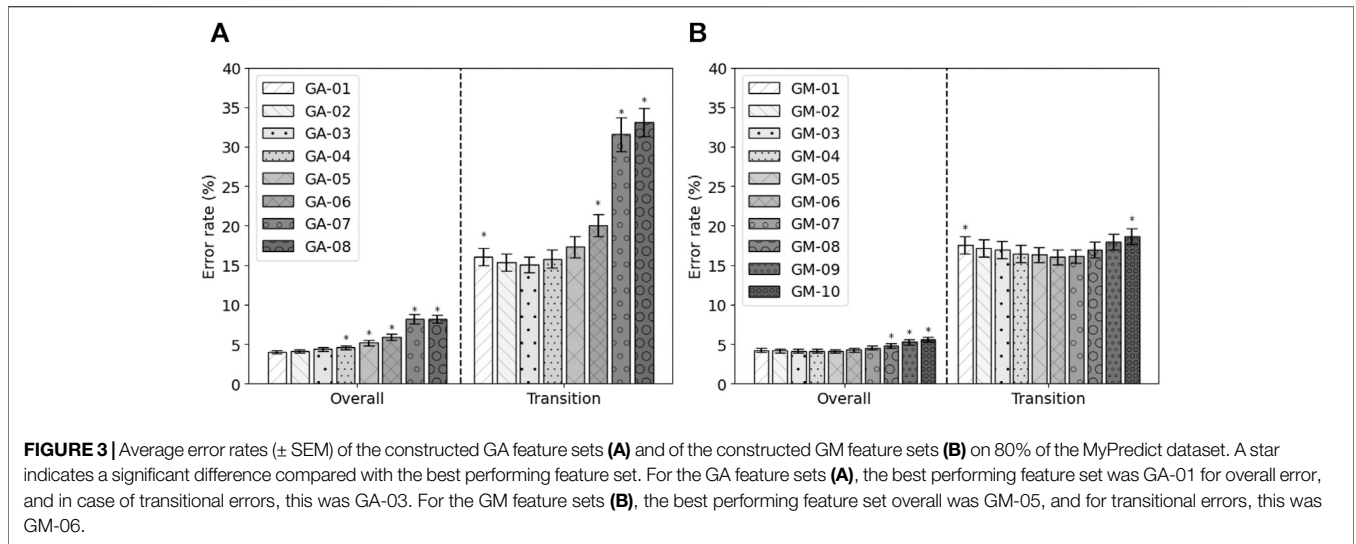 A
B
40
35
30
25
20
15
10
5
0
Error rate (%)
GA-01
GA-02
GA-03
GA-04
GA-05
GA-06
GA-07
GA-08
* * * * *
* * * *
Overall
Transition
40
35
30
25
20
15
10
5
0
Error rate (%)
GM-01
GM-02
GM-03
GM-04
GM-05
GM-06
GM-07
GM-08
GM-09
GM-10
* * *
* *
Overall
Transition
FIGURE 3 | Average error rates (± SEM) of the constructed GA feature sets (A) and of the constructed GM feature sets (B) on 80% of the MyPredict dataset. A star
indicates a significant difference compared with the best performing feature set. For the GA feature sets (A), the best performing feature set was GA-01 for overall error,
and in case of transitional errors, this was GA-03. For the GM feature sets (B), the best performing feature set overall was GM-05, and for transitional errors, this was
GM-06.